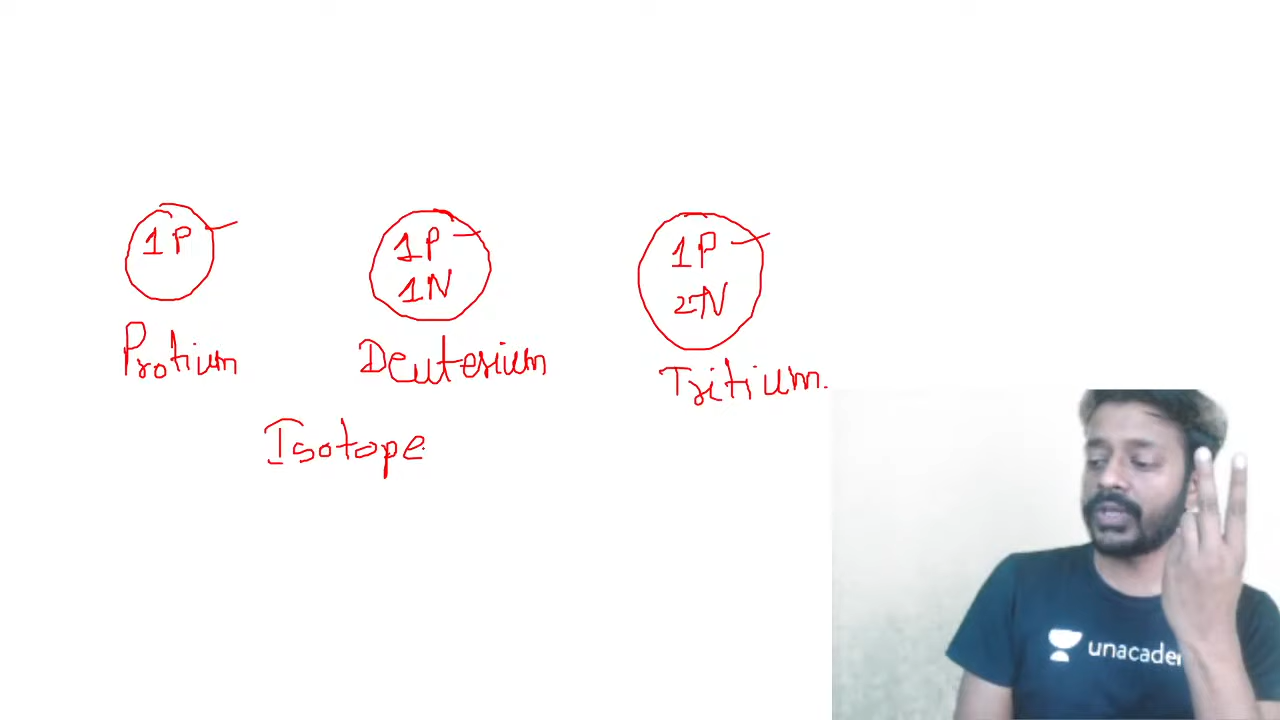 1P
1P
1N
1P
2N
Protium
Deuterium
Tritium.
Isotope
unacade